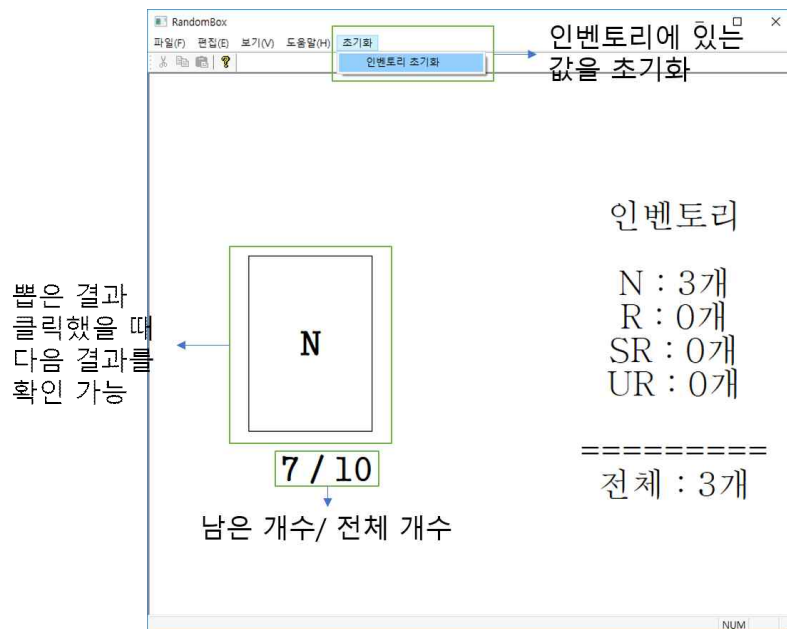 RandomBox
파일(F) 편집(E) 보기(V) 도움말(H) 초기화
인벤토리 초기화
인벤토리에 있는
값을 초기화
인벤토리
N : 3개
R : 0개
SR : 0개
UR : 0개
=========
전체 : 3개
뽑은 결과
클릭했을 때
다음 결과를
확인 가능
N
7 / 10
남은 개수/ 전체 개수
NUM